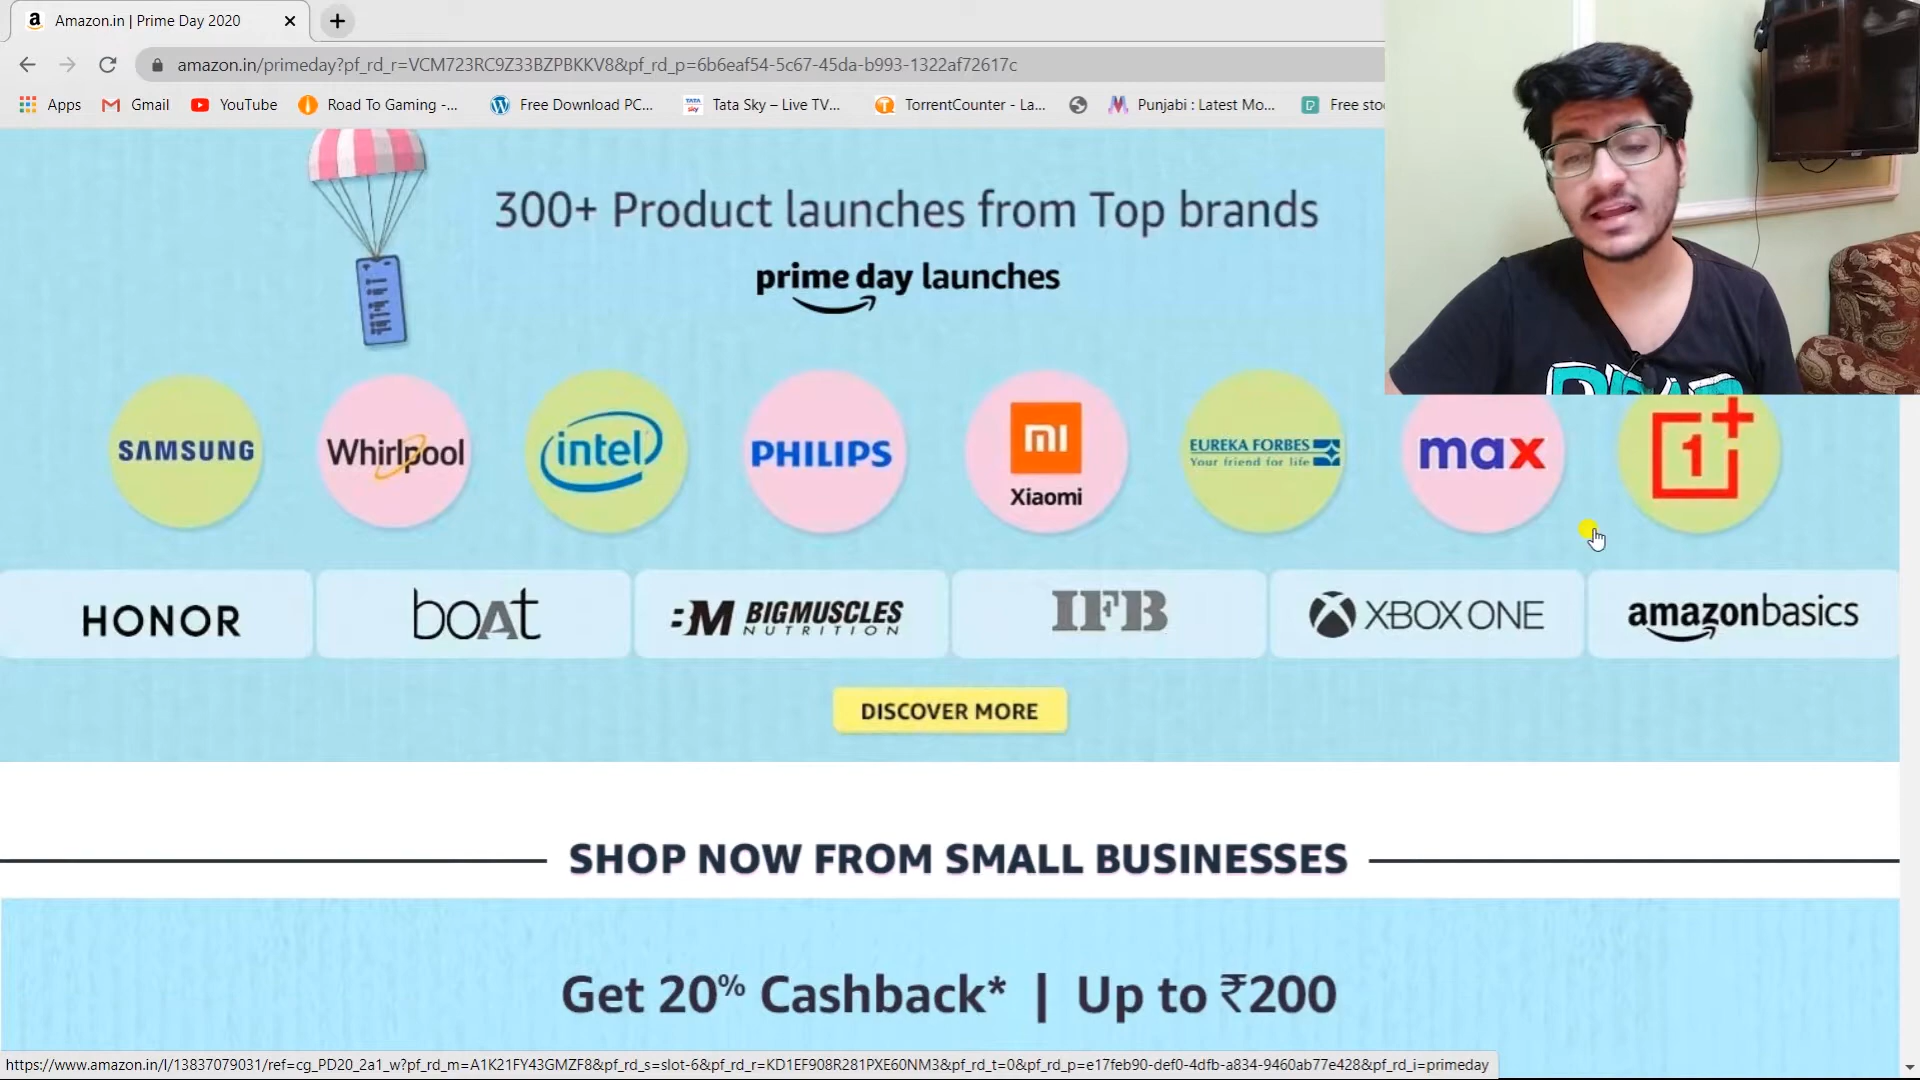 Amazon.in | Prime Day 2020
amazon.in/primeday?pf_rd_r=VCM723RC9Z33BZPBKKV8&pf_rd_p=6b6eaf54-5c67-45da-b993-1322af72617c
Apps Gmail YouTube Road To Gaming -... Free Download PC... Tata Sky – Live TV... TorrentCounter - La... Punjabi : Latest Mo... Free stoc
300+ Product launches from Top brands
prime day launches
SAMSUNG Whirlpool intel PHILIPS mi EUREKA FORBES max 1+
Your friend for life
Xiaomi
HONOR boAt BM BIGMUSCLES NUTRITION IFB XBOX ONE amazonbasics
DISCOVER MORE
SHOP NOW FROM SMALL BUSINESSES
Get 20% Cashback* | Up to ₹200
https://www.amazon.in/l/13837079031/ref=cg_PD20_2a1_w?pf_rd_m=A1K21FY43GMZF8&pf_rd_s=slot-6&pf_rd_r=KD1EF908R281PXE60NM3&pf_rd_t=0&pf_rd_p=e17feb90-def0-4dfb-a834-9460ab77e428&pf_rd_i=primeday